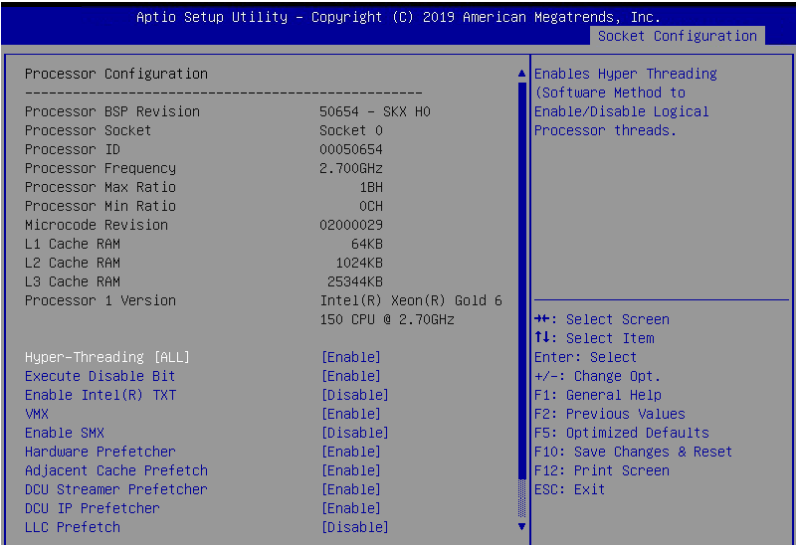 Aptio Setup Utility – Copyright (C) 2019 American Megatrends, Inc.
Socket Configuration
Processor Configuration
--------------------------------------------------
Processor BSP Revision 50654 - SKX H0
Processor Socket Socket 0
Processor ID 00050654
Processor Frequency 2.700GHz
Processor Max Ratio 1BH
Processor Min Ratio 0CH
Microcode Revision 02000029
L1 Cache RAM 64KB
L2 Cache RAM 1024KB
L3 Cache RAM 25344KB
Processor 1 Version Intel(R) Xeon(R) Gold 6
150 CPU @ 2.70GHz
Hyper-Threading [ALL] [Enable]
Execute Disable Bit [Enable]
Enable Intel(R) TXT [Disable]
VMX [Enable]
Enable SMX [Disable]
Hardware Prefetcher [Enable]
Adjacent Cache Prefetch [Enable]
DCU Streamer Prefetcher [Enable]
DCU IP Prefetcher [Enable]
LLC Prefetch [Disable]
Enables Hyper Threading
(Software Method to
Enable/Disable Logical
Processor threads.
→←: Select Screen
↑↓: Select Item
Enter: Select
+/-: Change Opt.
F1: General Help
F2: Previous Values
F5: Optimized Defaults
F10: Save Changes & Reset
F12: Print Screen
ESC: Exit